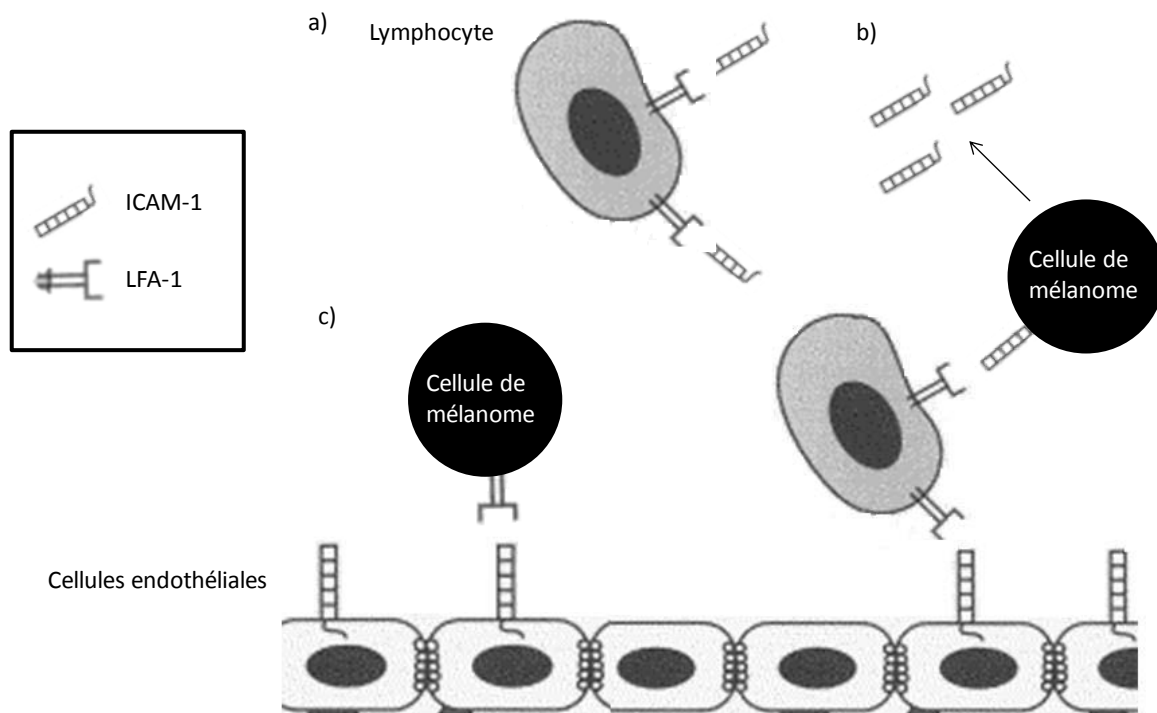 a)
Lymphocyte
b)
ICAM-1
LFA-1
Cellule de
mélanome
c)
Cellule de
mélanome
Cellules endothéliales